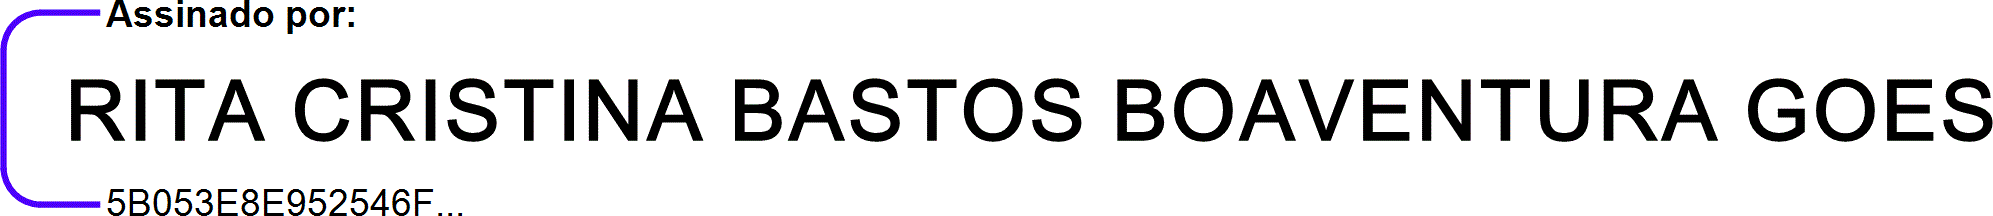 Assinado por:
RITA CRISTINA BASTOS BOAVENTURA GOES
5B053E8E952546F...